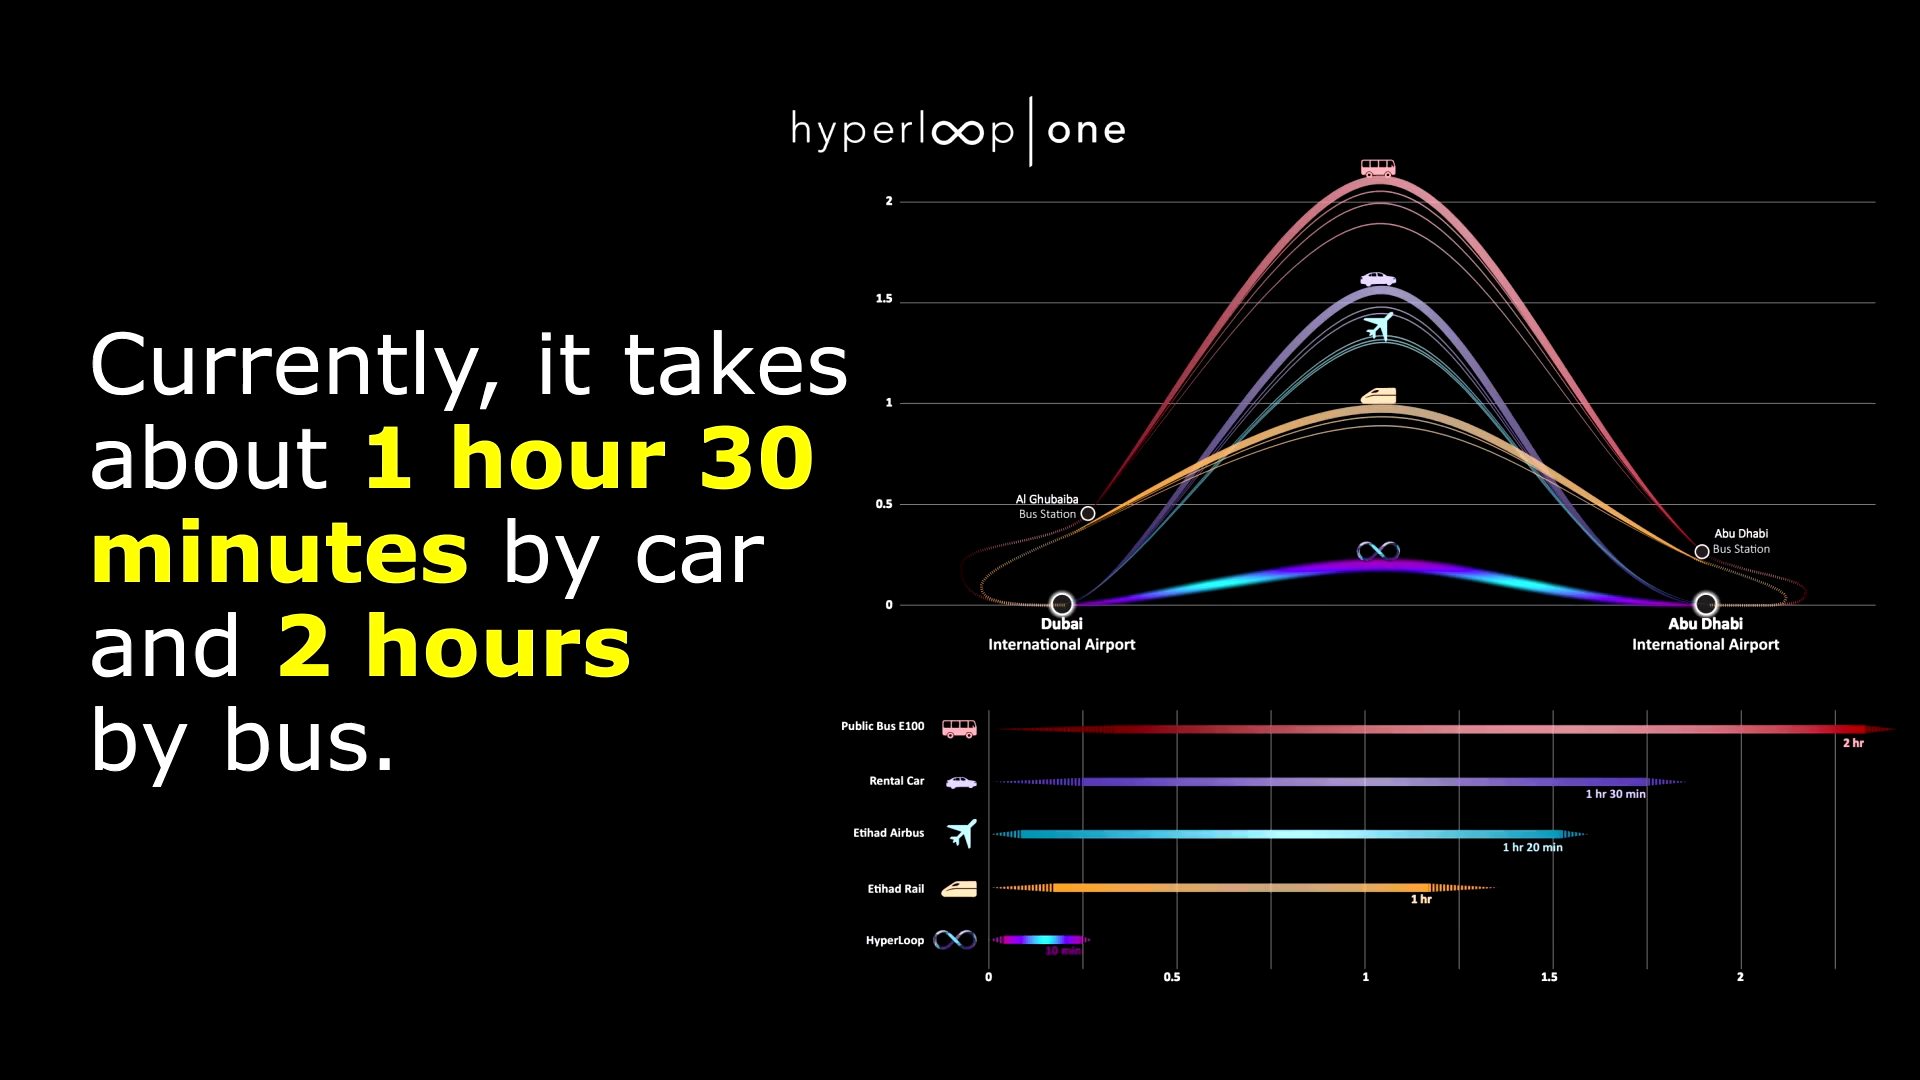 hyperloop | one
Currently, it takes
about 1 hour 30
minutes by car
and 2 hours
by bus.
2
1.5
1
0.5
0
Al Ghubaiba
Bus Station
Abu Dhabi
Bus Station
Dubai
International Airport
Abu Dhabi
International Airport
Public Bus E100
2 hr
Rental Car
1 hr 30 min
Etihad Airbus
1 hr 20 min
Etihad Rail
1 hr
HyperLoop
10 min
0 0.5 1 1.5 2